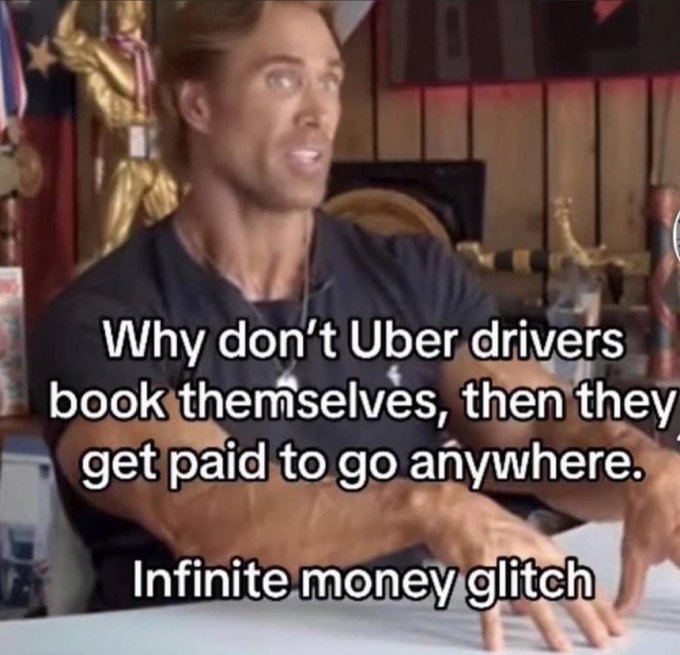 Why don't Uber drivers
book themselves, then they
get paid to go anywhere.
Infinite money glitch